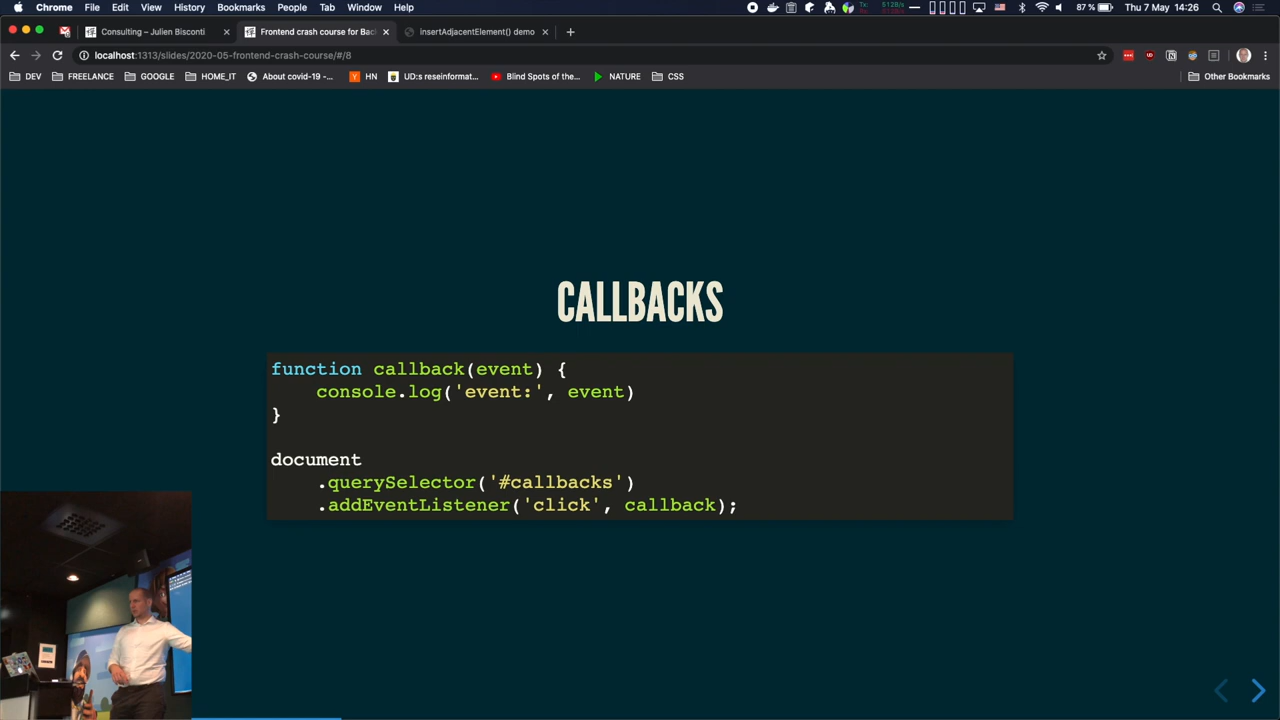 Chrome File Edit View History Bookmarks People Tab Window Help
87 % Thu 7 May 14:26
Consulting – Julien Bisconti
Frontend crash course for Bac
insertAdjacentElement() demo
localhost:1313/slides/2020-05-frontend-crash-course/#/8
DEV FREELANCE GOOGLE HOME_IT About covid-19 -... HN UD:s reseinformat... Blind Spots of the... NATURE CSS Other Bookmarks
CALLBACKS
function callback(event) {
    console.log('event:', event)
}
document
    .querySelector('#callbacks')
    .addEventListener('click', callback);